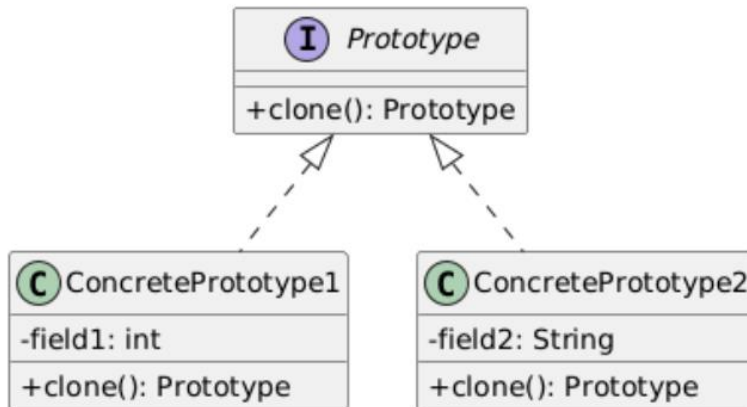 I Prototype
+clone(): Prototype
C ConcretePrototype1
-field1: int
+clone(): Prototype
C ConcretePrototype2
-field2: String
+clone(): Prototype